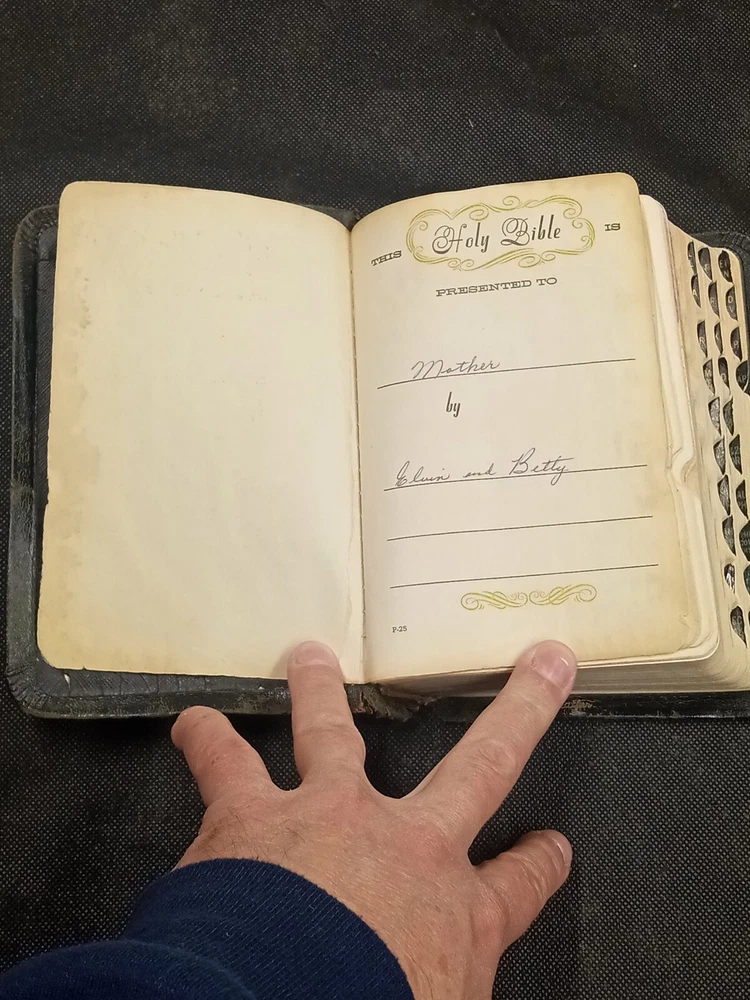 THIS Holy Bible IS
PRESENTED TO
Mother
by
Elvin and Betty
P-25